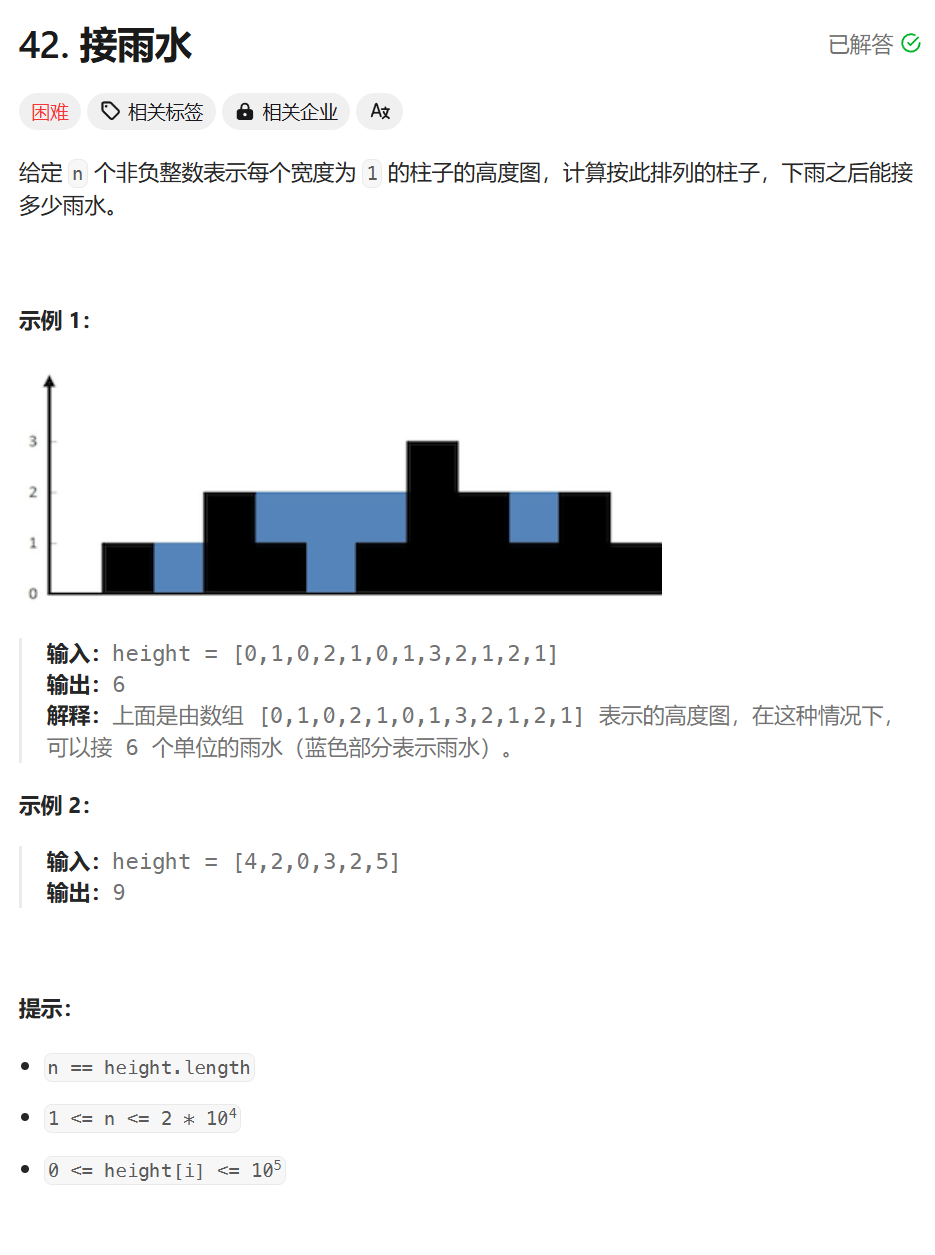 42. 接雨水
已解答
困难 相关标签 相关企业 Aあ
给定 n 个非负整数表示每个宽度为 1 的柱子的高度图，计算按此排列的柱子，下雨之后能接
多少雨水。
示例 1：
3
2
1
0
输入：height = [0,1,0,2,1,0,1,3,2,1,2,1]
输出：6
解释：上面是由数组 [0,1,0,2,1,0,1,3,2,1,2,1] 表示的高度图，在这种情况下，
可以接 6 个单位的雨水（蓝色部分表示雨水）。
示例 2：
输入：height = [4,2,0,3,2,5]
输出：9
提示：
n == height.length
1 <= n <= 2 * 10⁴
0 <= height[i] <= 10⁵